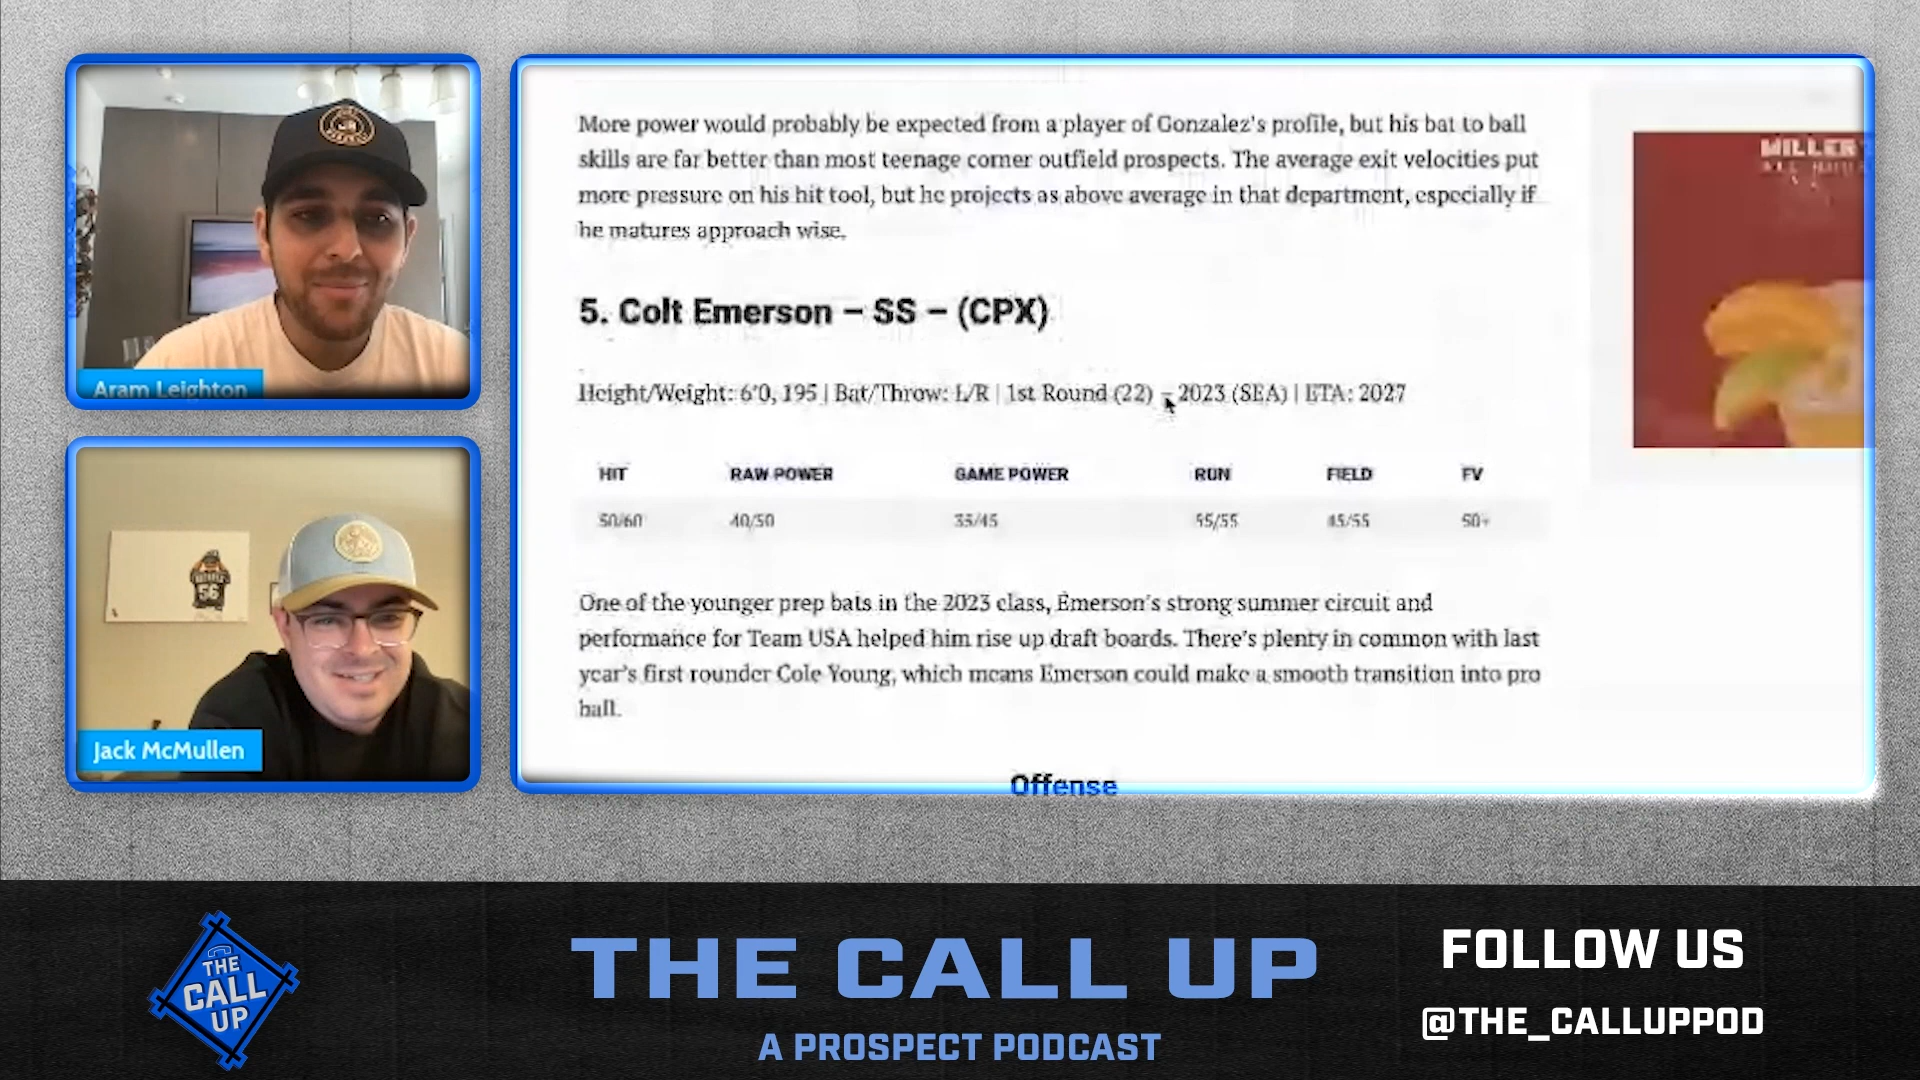 Aram Leighton
56
Jack McMullen
More power would probably be expected from a player of Gonzalez's profile, but his bat to ball
skills are far better than most teenage corner outfield prospects. The average exit velocities put
more pressure on his hit tool, but he projects as above average in that department, especially if
he matures approach wise.
5. Colt Emerson – SS – (CPX)
Height/Weight: 6'0, 195 | Bat/Throw: L/R | 1st Round (22) – 2023 (SEA) | ETA: 2027
HIT RAW POWER GAME POWER RUN FIELD FV
50/60 40/50 35/45 55/55 45/55 50+
One of the younger prep bats in the 2023 class, Emerson's strong summer circuit and
performance for Team USA helped him rise up draft boards. There's plenty in common with last
year's first rounder Cole Young, which means Emerson could make a smooth transition into pro
ball.
Offense
MILLER'
THE
CALL
UP
THE CALL UP
A PROSPECT PODCAST
FOLLOW US
@THE_CALLUPPOD